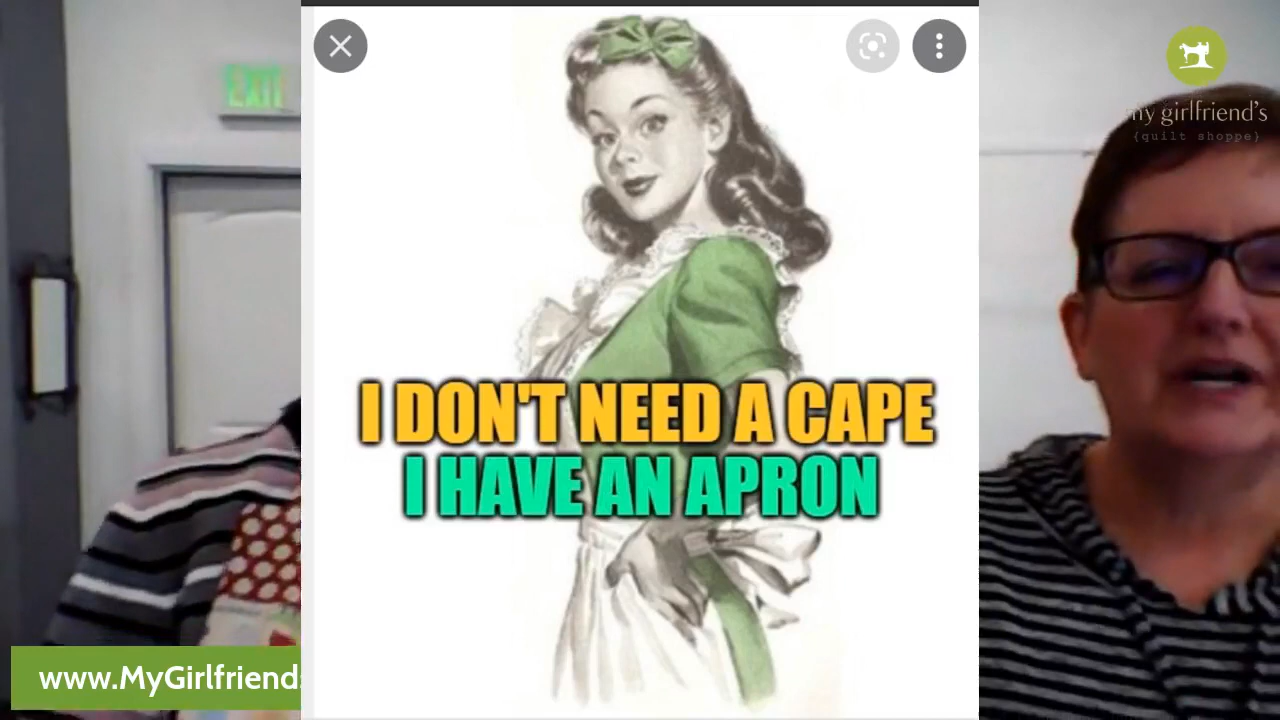 EXIT
my girlfriend's
{quilt shoppe}
I DON'T NEED A CAPE
I HAVE AN APRON
www.MyGirlfriend